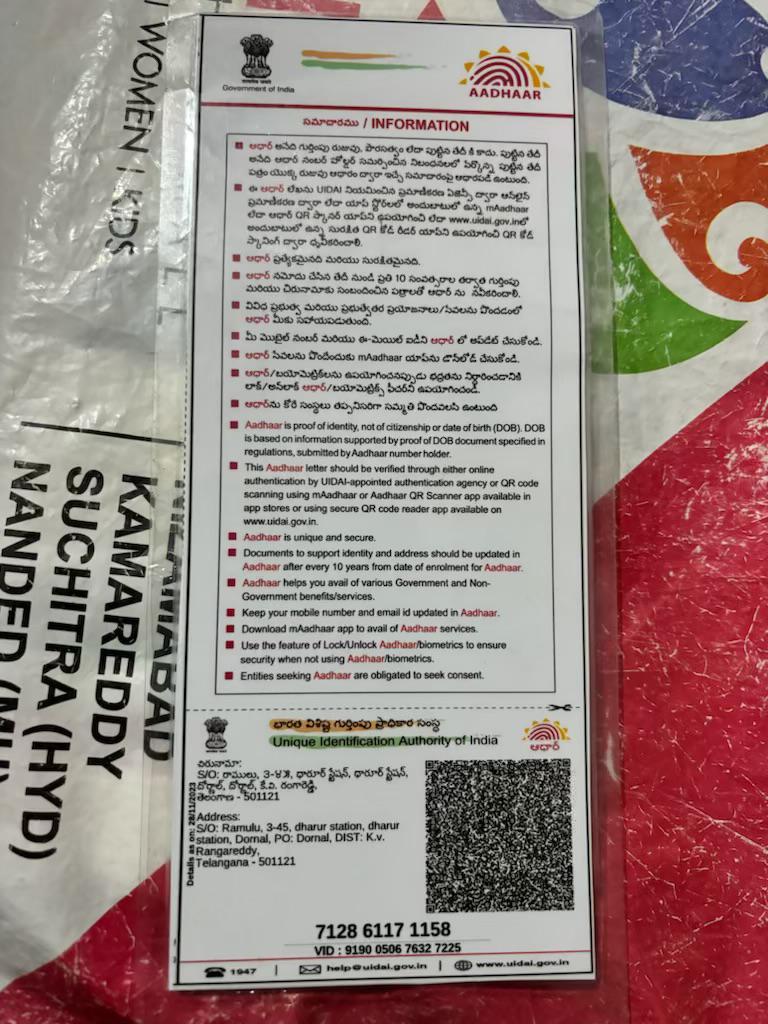 WOMEN | KIDS
NIZAMABAD
KAMAREDDY
SUCHITRA (HYD)
Government of India
AADHAAR
సమాచారము / INFORMATION
ఆధార్ అనేది గుర్తింపు రుజువు, పౌరసత్వం లేదా పుట్టిన తేదీ కి కాదు. పుట్టిన తేదీ
అనేది ఆధార్ నంబర్ హోల్డర్ సమర్పించిన నిబంధనలలో పేర్కొన్న పుట్టిన తేదీ
పత్రం యొక్క రుజువు ఆధారం ద్వారా ఇచ్చే సమాచారంపై ఆధారపడి ఉంటుంది.
ఈ ఆధార్ లేఖను UIDAI నియమించిన ప్రమాణీకరణ ఏజెన్సీ ద్వారా ఆన్‌లైన్
ప్రమాణీకరణ ద్వారా లేదా యాప్ స్టోర్‌లలో అందుబాటులో ఉన్న mAadhaar
లేదా ఆధార్ QR స్కానర్ యాప్‌ని ఉపయోగించి లేదా www.uidai.gov.inలో
అందుబాటులో ఉన్న సురక్షిత QR కోడ్ రీడర్ యాప్‌ని ఉపయోగించి QR కోడ్
స్కానింగ్ ద్వారా ధృవీకరించాలి.
ఆధార్ ప్రత్యేకమైనది మరియు సురక్షితమైనది.
ఆధార్ నమోదు చేసిన తేదీ నుండి ప్రతి 10 సంవత్సరాల తర్వాత గుర్తింపు
మరియు చిరునామాకు సంబంధించిన పత్రాలతో ఆధార్ ను నవీకరించాలి.
వివిధ ప్రభుత్వ మరియు ప్రభుత్వేతర ప్రయోజనాలు/సేవలను పొందడంలో
ఆధార్ మీకు సహాయపడుతుంది.
మీ మొబైల్ నంబర్ మరియు ఈ-మెయిల్ ఐడీని ఆధార్ లో అప్‌డేట్ చేసుకోండి.
ఆధార్ సేవలను పొందేందుకు mAadhaar యాప్‌ను డౌన్‌లోడ్ చేసుకోండి.
ఆధార్/బయోమెట్రిక్‌లను ఉపయోగించనప్పుడు భద్రతను నిర్ధారించడానికి
లాక్/అన్‌లాక్ ఆధార్/బయోమెట్రిక్స్ ఫీచర్‌ని ఉపయోగించండి.
ఆధార్‌ను కోరే సంస్థలు తప్పనిసరిగా సమ్మతి పొందవలసి ఉంటుంది
Aadhaar is proof of identity, not of citizenship or date of birth (DOB). DOB
is based on information supported by proof of DOB document specified in
regulations, submitted by Aadhaar number holder.
This Aadhaar letter should be verified through either online
authentication by UIDAI-appointed authentication agency or QR code
scanning using mAadhaar or Aadhaar QR Scanner app available in
app stores or using secure QR code reader app available on
www.uidai.gov.in.
Aadhaar is unique and secure.
Documents to support identity and address should be updated in
Aadhaar after every 10 years from date of enrolment for Aadhaar.
Aadhaar helps you avail of various Government and Non-
Government benefits/services.
Keep your mobile number and email id updated in Aadhaar.
Download mAadhaar app to avail of Aadhaar services.
Use the feature of Lock/Unlock Aadhaar/biometrics to ensure
security when not using Aadhaar/biometrics.
Entities seeking Aadhaar are obligated to seek consent.
భారత విశిష్ట గుర్తింపు ప్రాధికార సంస్థ
Unique Identification Authority of India
ఆధార్
Details as on: 28/11/2023
చిరునామా:
S/O: రాములు, ౩-౪౫, ధారూర్ స్టేషన్, ధారూర్ స్టేషన్,
దోర్నాల్, దోర్నాల్, కే.వి. రంగారెడ్డి,
తెలంగాణ - 501121
Address:
S/O: Ramulu, 3-45, dharur station, dharur
station, Dornal, PO: Dornal, DIST: K.v.
Rangareddy,
Telangana - 501121
7128 6117 1158
VID : 9190 0506 7632 7225
1947 | help@uidai.gov.in | www.uidai.gov.in